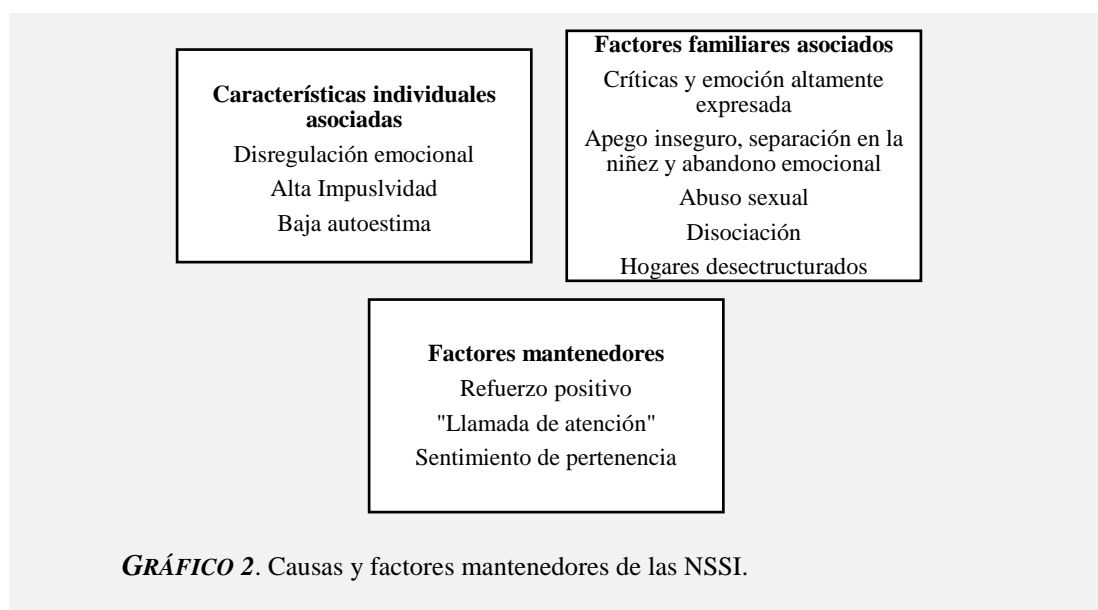 Características individuales
asociadas
Disregulación emocional
Alta Impuslvidad
Baja autoestima
Factores familiares asociados
Críticas y emoción altamente
expresada
Apego inseguro, separación en la
niñez y abandono emocional
Abuso sexual
Disociación
Hogares desectructurados
Factores mantenedores
Refuerzo positivo
"Llamada de atención"
Sentimiento de pertenencia
GRÁFICO 2. Causas y factores mantenedores de las NSSI.